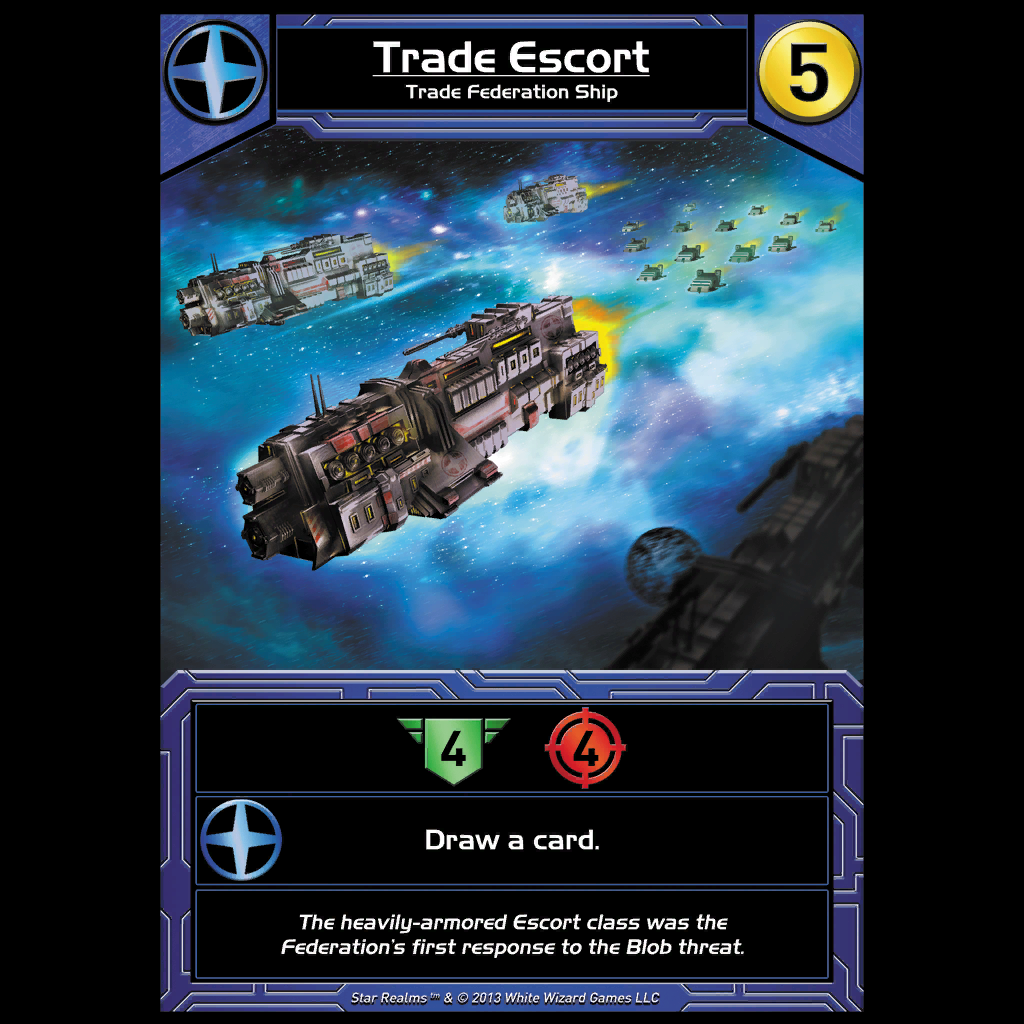 Trade Escort
Trade Federation Ship
5
4 4
Draw a card.
The heavily-armored Escort class was the
Federation's first response to the Blob threat.
Star Realms™ & © 2013 White Wizard Games LLC